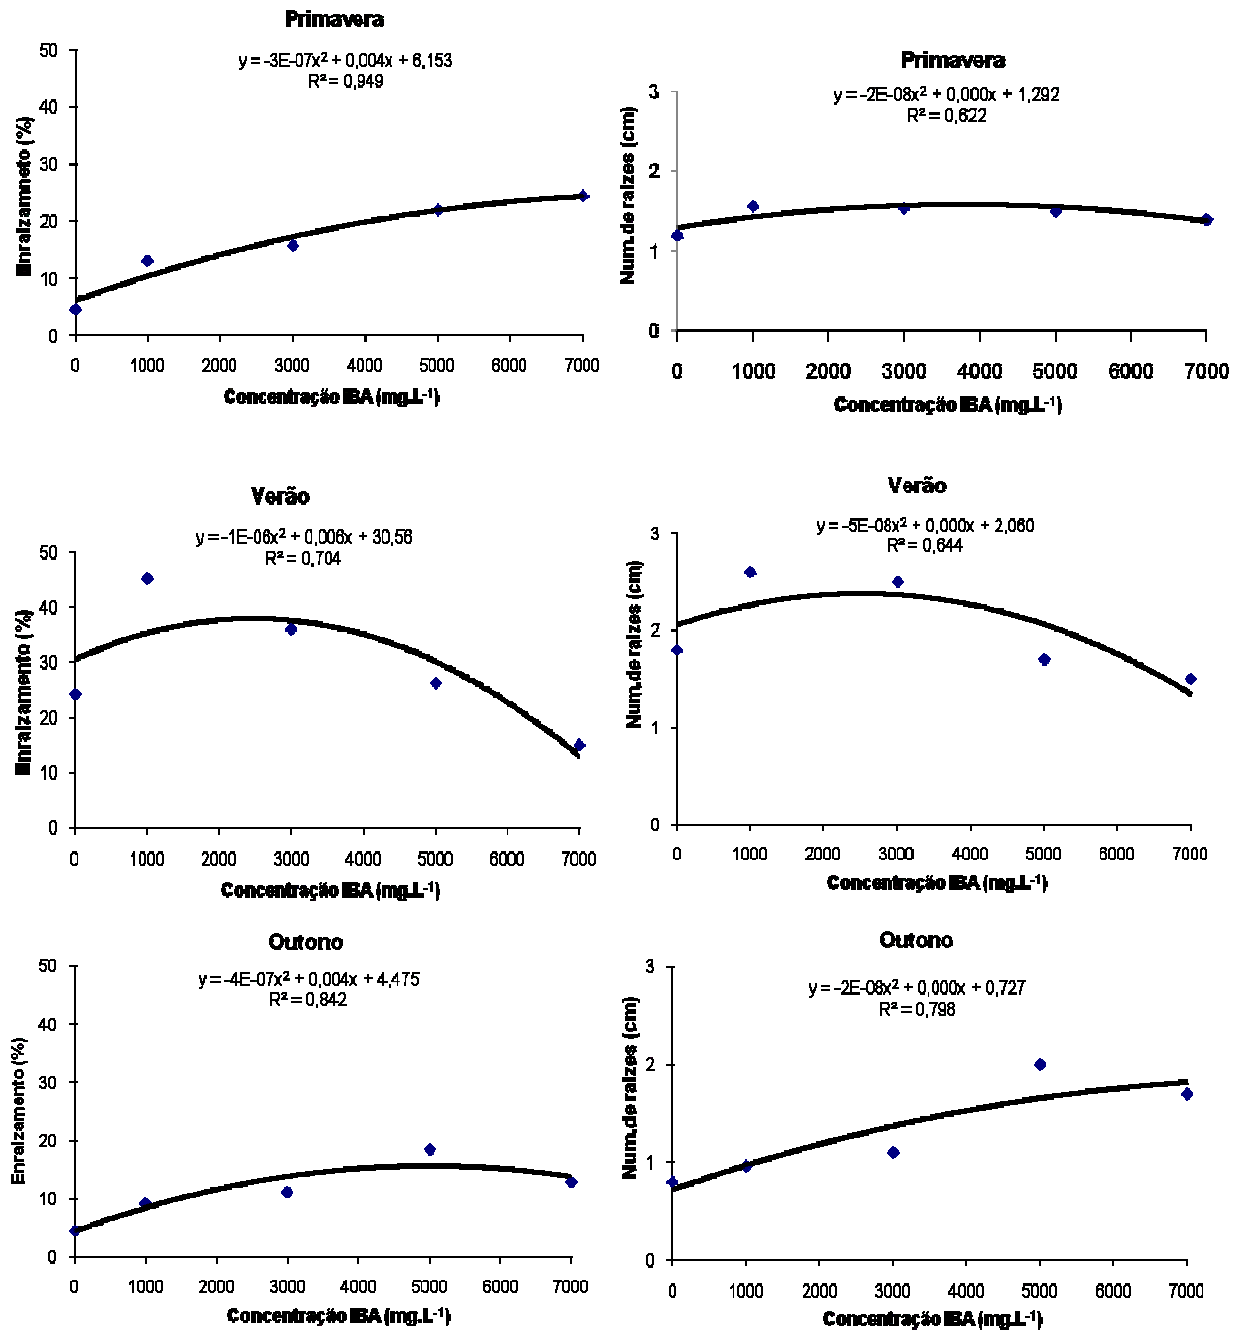 Primavera
y = -3E-07x² + 0,004x + 6,153
R² = 0,949
Enraizamneto (%)
50
40
30
20
10
0
0 1000 2000 3000 4000 5000 6000 7000
Concentração IBA (mg.L⁻¹)
Primavera
y = -2E-08x² + 0,000x + 1,292
R² = 0,622
Num.de raízes (cm)
3
2
1
0
0 1000 2000 3000 4000 5000 6000 7000
Concentração IBA (mg.L⁻¹)
Verão
y = -1E-06x² + 0,006x + 30,56
R² = 0,704
Enraizamento (%)
50
40
30
20
10
0
0 1000 2000 3000 4000 5000 6000 7000
Concentração IBA (mg.L⁻¹)
Verão
y = -5E-08x² + 0,000x + 2,060
R² = 0,644
Num.de raízes (cm)
3
2
1
0
0 1000 2000 3000 4000 5000 6000 7000
Concentração IBA (mg.L⁻¹)
Outono
y = -4E-07x² + 0,004x + 4,475
R² = 0,842
Enraizamento (%)
50
40
30
20
10
0
0 1000 2000 3000 4000 5000 6000 7000
Concentração IBA (mg.L⁻¹)
Outono
y = -2E-08x² + 0,000x + 0,727
R² = 0,798
Num.de raízes (cm)
3
2
1
0
0 1000 2000 3000 4000 5000 6000 7000
Concentração IBA (mg.L⁻¹)